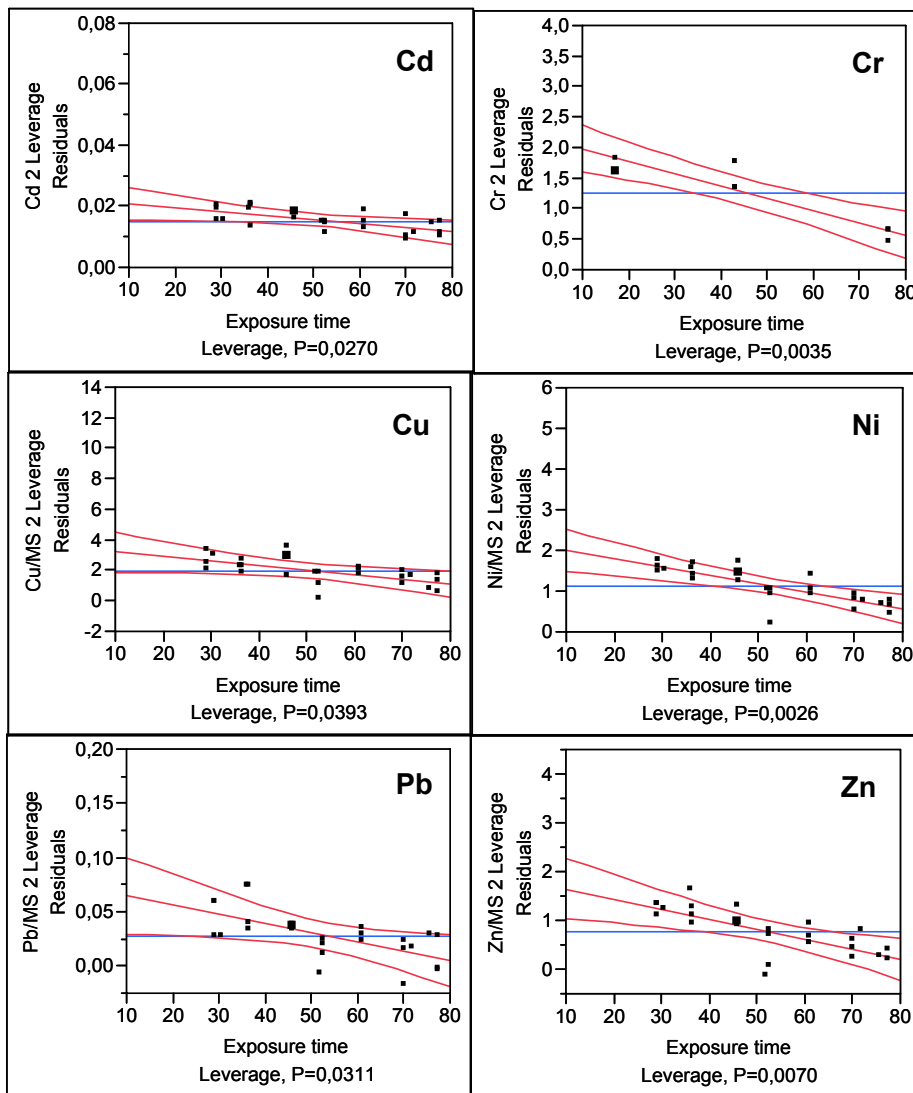 Cd
Cd 2 Leverage
Residuals
0,08
0,06
0,04
0,02
0,00
10 20 30 40 50 60 70 80
Exposure time
Leverage, P=0,0270
Cr
Cr 2 Leverage
Residuals
4,0
3,5
3,0
2,5
2,0
1,5
1,0
0,5
0,0
10 20 30 40 50 60 70 80
Exposure time
Leverage, P=0,0035
Cu
Cu/MS 2 Leverage
Residuals
14
12
10
8
6
4
2
0
-2
10 20 30 40 50 60 70 80
Exposure time
Leverage, P=0,0393
Ni
Ni/MS 2 Leverage
Residuals
6
5
4
3
2
1
0
10 20 30 40 50 60 70 80
Exposure time
Leverage, P=0,0026
Pb
Pb/MS 2 Leverage
Residuals
0,20
0,15
0,10
0,05
0,00
10 20 30 40 50 60 70 80
Exposure time
Leverage, P=0,0311
Zn
Zn/MS 2 Leverage
Residuals
4
3
2
1
0
10 20 30 40 50 60 70 80
Exposure time
Leverage, P=0,0070